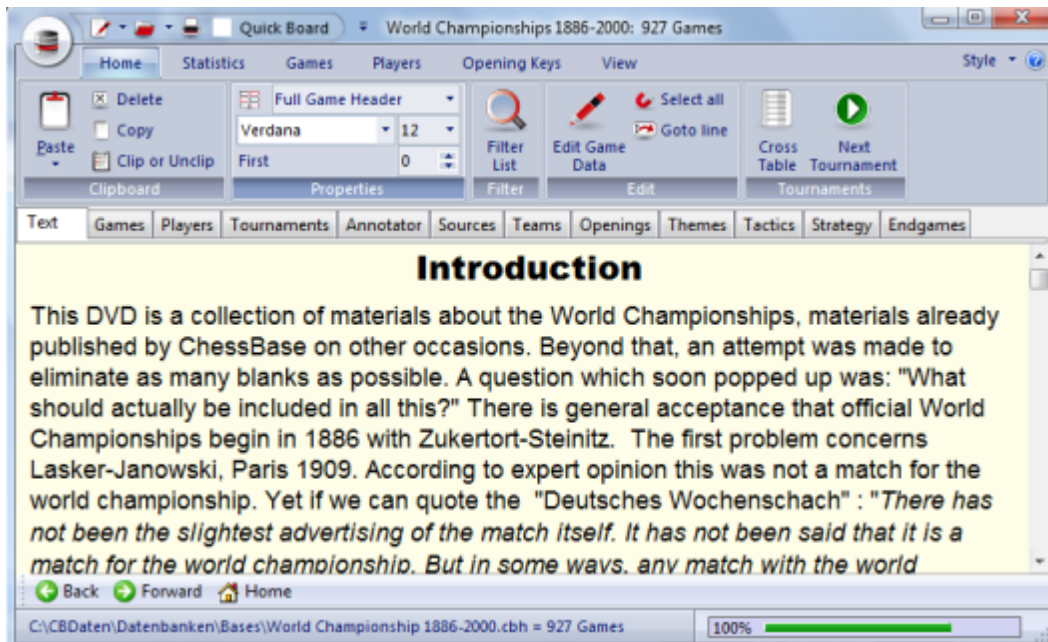 Quick Board World Championships 1886-2000: 927 Games
Home Statistics Games Players Opening Keys View Style
Paste
Delete
Copy
Clip or Unclip
Clipboard
Full Game Header
Verdana 12
First 0
Properties
Filter
List
Filter
Edit Game
Data
Select all
Goto line
Edit
Cross
Table
Next
Tournament
Tournaments
Text Games Players Tournaments Annotator Sources Teams Openings Themes Tactics Strategy Endgames
Introduction
This DVD is a collection of materials about the World Championships, materials already
published by ChessBase on other occasions. Beyond that, an attempt was made to
eliminate as many blanks as possible. A question which soon popped up was: "What
should actually be included in all this?" There is general acceptance that official World
Championships begin in 1886 with Zukertort-Steinitz.  The first problem concerns
Lasker-Janowski, Paris 1909. According to expert opinion this was not a match for the
world championship. Yet if we can quote the  "Deutsches Wochenschach" : "There has
not been the slightest advertising of the match itself. It has not been said that it is a
match for the world championship. But in some ways, any match with the world
Back Forward Home
C:\CBDaten\Datenbanken\Bases\World Championship 1886-2000.cbh = 927 Games 100%